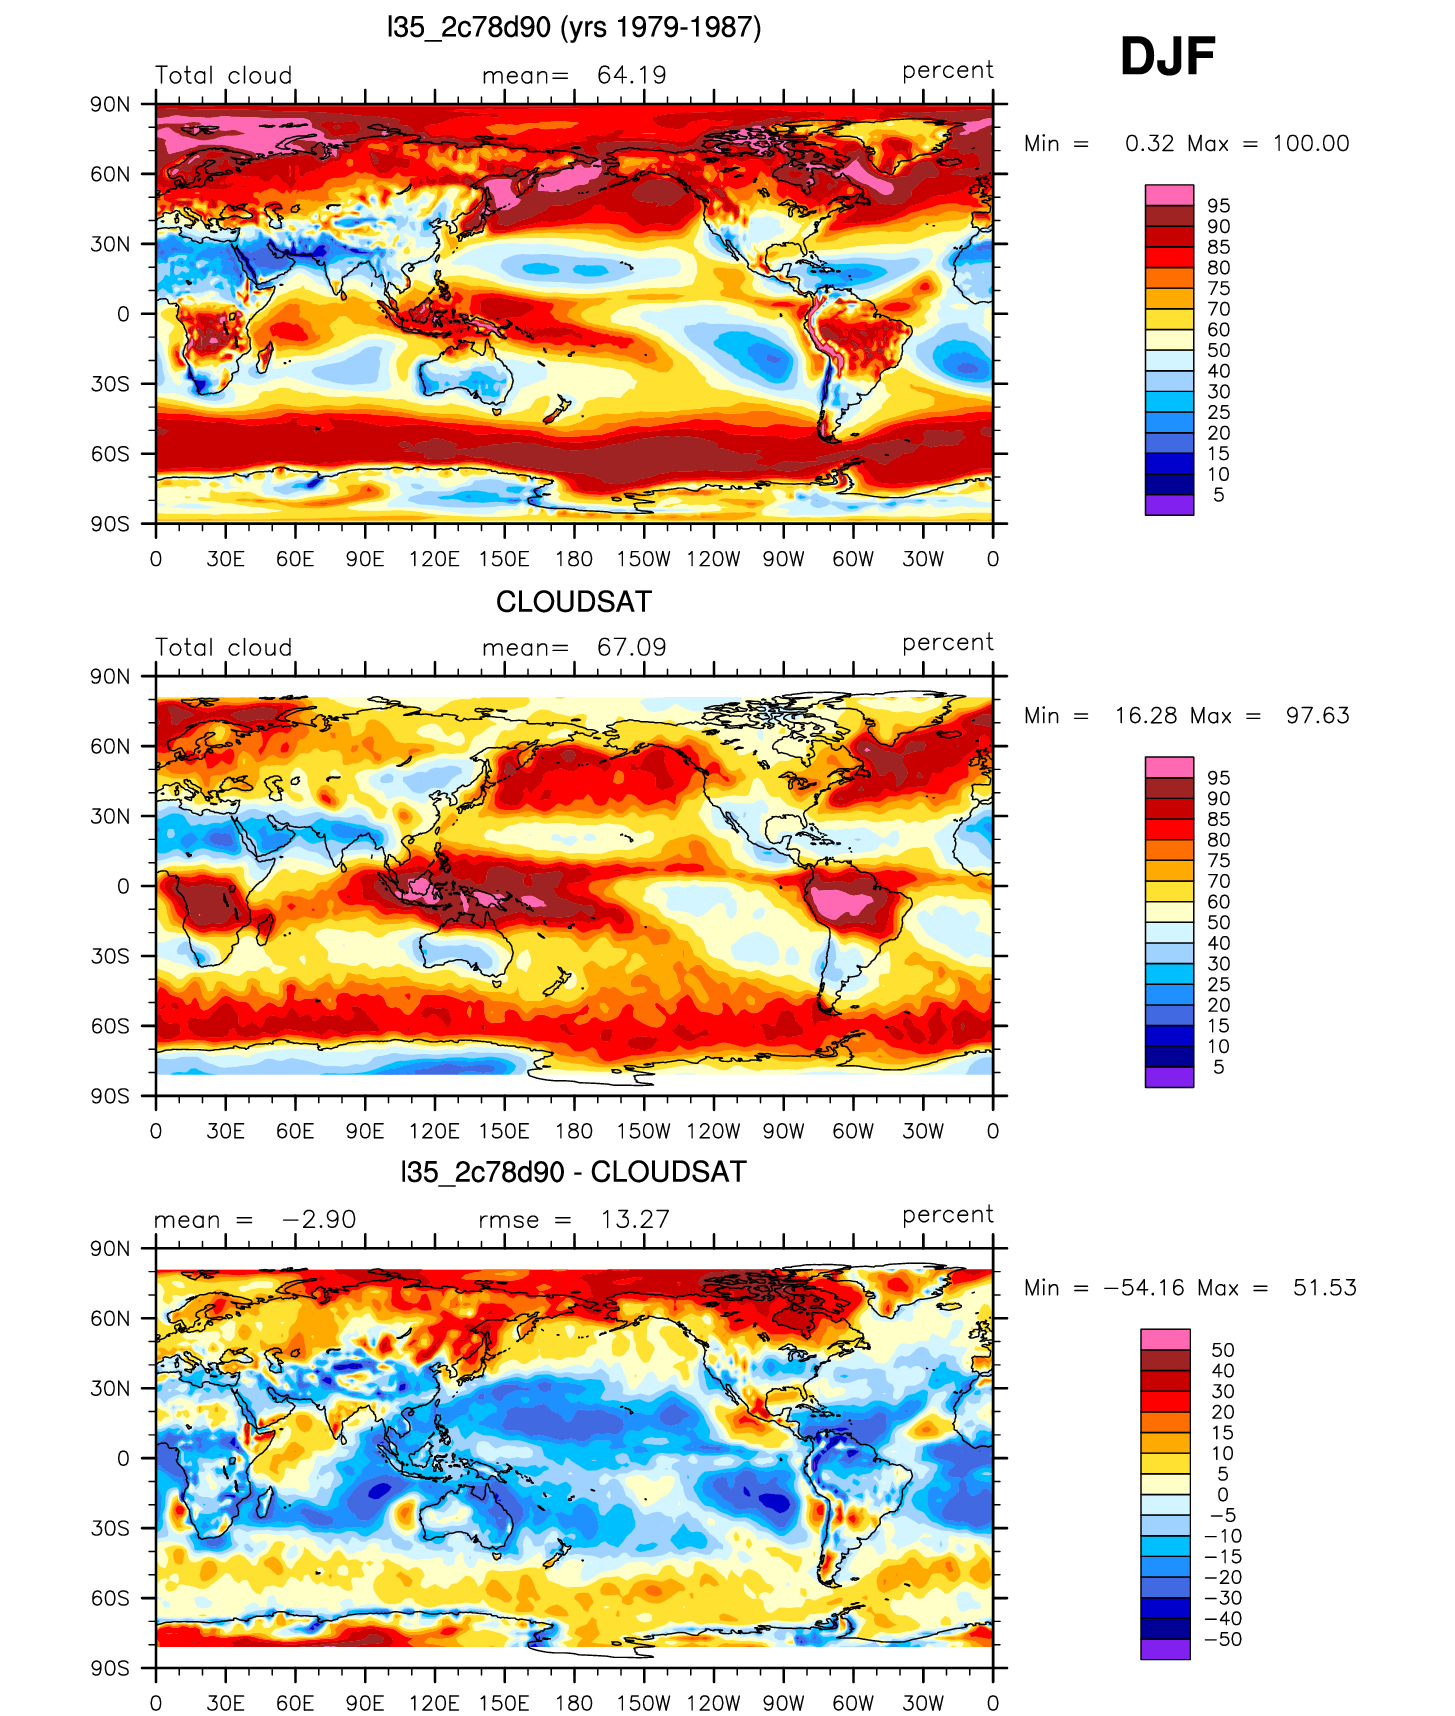 l35_2c78d90 (yrs 1979-1987)
DJF
Total cloud mean= 64.19 percent
Min = 0.32 Max = 100.00
90N
60N
30N
0
30S
60S
90S
0 30E 60E 90E 120E 150E 180 150W 120W 90W 60W 30W 0
95
90
85
80
75
70
60
50
40
30
25
20
15
10
5
CLOUDSAT
Total cloud mean= 67.09 percent
Min = 16.28 Max = 97.63
90N
60N
30N
0
30S
60S
90S
0 30E 60E 90E 120E 150E 180 150W 120W 90W 60W 30W 0
95
90
85
80
75
70
60
50
40
30
25
20
15
10
5
l35_2c78d90 - CLOUDSAT
mean = −2.90 rmse = 13.27 percent
Min = −54.16 Max = 51.53
90N
60N
30N
0
30S
60S
90S
0 30E 60E 90E 120E 150E 180 150W 120W 90W 60W 30W 0
50
40
30
20
15
10
5
0
−5
−10
−15
−20
−30
−40
−50